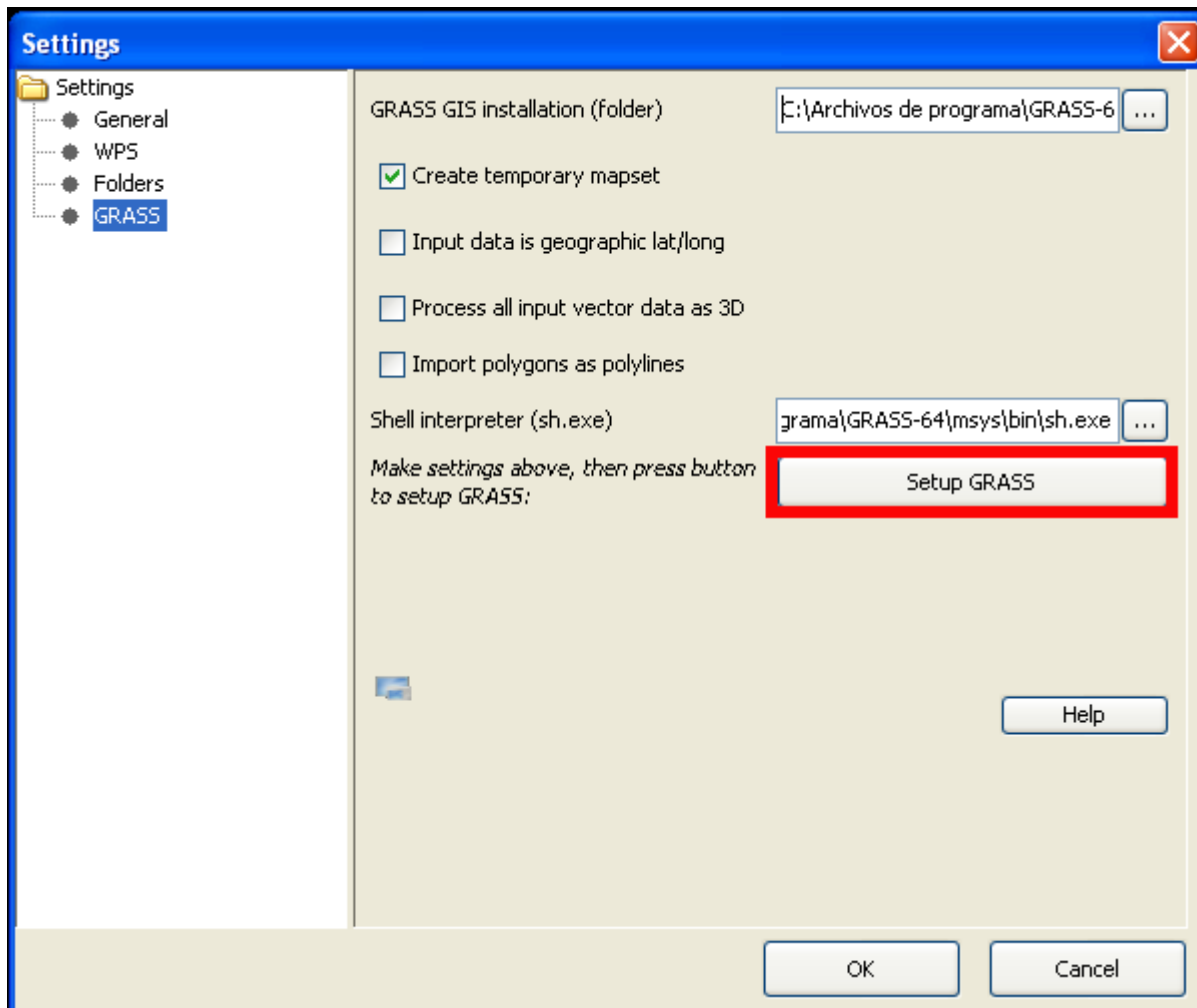 Settings
Settings
General
WPS
Folders
GRASS
GRASS GIS installation (folder)
C:\Archivos de programa\GRASS-6
...
Create temporary mapset
Input data is geographic lat/long
Process all input vector data as 3D
Import polygons as polylines
Shell interpreter (sh.exe)
grama\GRASS-64\msys\bin\sh.exe
...
Make settings above, then press button
to setup GRASS:
Setup GRASS
Help
OK
Cancel